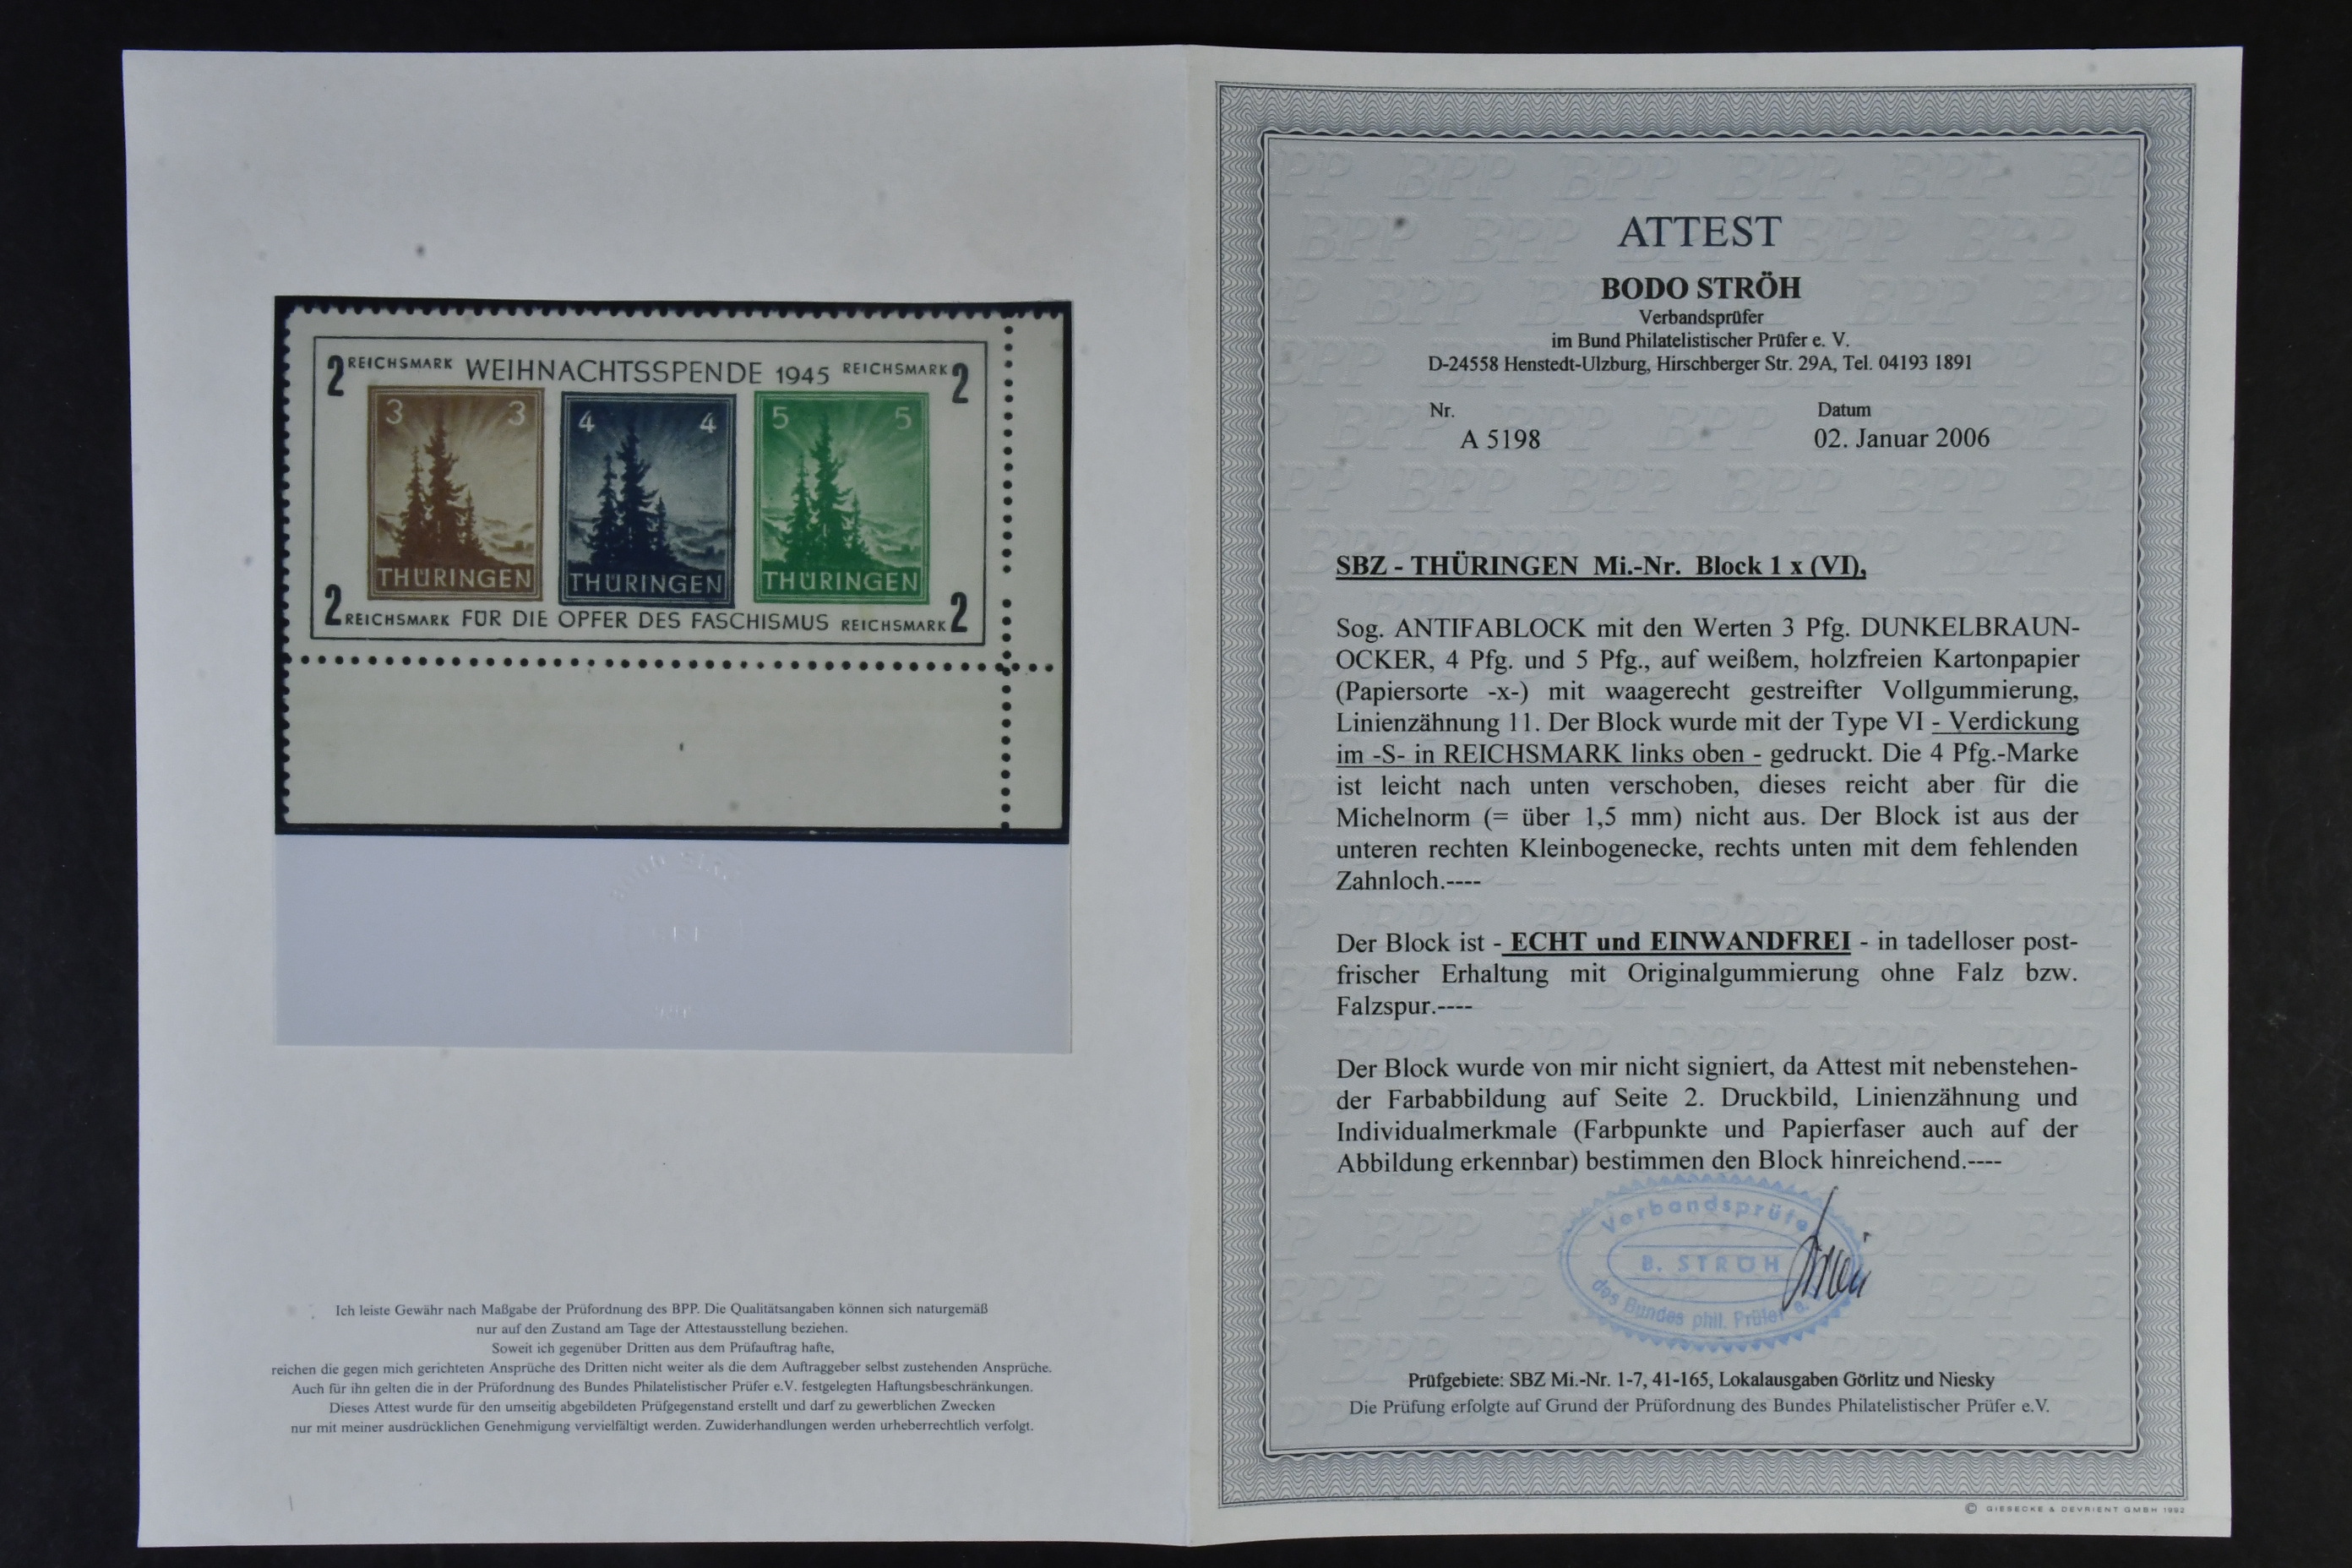 2 REICHSMARK WEIHNACHTSSPENDE 1945 REICHSMARK 2
3 3 4 4 5 5
THÜRINGEN THÜRINGEN THÜRINGEN
2 REICHSMARK FÜR DIE OPFER DES FASCHISMUS REICHSMARK 2
Ich leiste Gewähr nach Maßgabe der Prüfordnung des BPP. Die Qualitätsangaben können sich naturgemäß
nur auf den Zustand am Tage der Attestausstellung beziehen.
Soweit ich gegenüber Dritten aus dem Prüfauftrag hafte,
reichen die gegen mich gerichteten Ansprüche des Dritten nicht weiter als die dem Auftraggeber selbst zustehenden Ansprüche.
Auch für ihn gelten die in der Prüfordnung des Bundes Philatelistischer Prüfer e.V. festgelegten Haftungsbeschränkungen.
Dieses Attest wurde für den umseitig abgebildeten Prüfgegenstand erstellt und darf zu gewerblichen Zwecken
nur mit meiner ausdrücklichen Genehmigung vervielfältigt werden. Zuwiderhandlungen werden urheberrechtlich verfolgt.
ATTEST
BODO STRÖH
Verbandsprüfer
im Bund Philatelistischer Prüfer e. V.
D-24558 Henstedt-Ulzburg, Hirschberger Str. 29A, Tel. 04193 1891
Nr. Datum
A 5198 02. Januar 2006
SBZ - THÜRINGEN Mi.-Nr. Block 1 x (VI),
Sog. ANTIFABLOCK mit den Werten 3 Pfg. DUNKELBRAUN-
OCKER, 4 Pfg. und 5 Pfg., auf weißem, holzfreien Kartonpapier
(Papiersorte -x-) mit waagerecht gestreifter Vollgummierung,
Linienzähnung 11. Der Block wurde mit der Type VI - Verdickung
im -S- in REICHSMARK links oben - gedruckt. Die 4 Pfg.-Marke
ist leicht nach unten verschoben, dieses reicht aber für die
Michelnorm (= über 1,5 mm) nicht aus. Der Block ist aus der
unteren rechten Kleinbogenecke, rechts unten mit dem fehlenden
Zahnloch.----
Der Block ist - ECHT und EINWANDFREI - in tadelloser post-
frischer Erhaltung mit Originalgummierung ohne Falz bzw.
Falzspur.----
Der Block wurde von mir nicht signiert, da Attest mit nebenstehen-
der Farbabbildung auf Seite 2. Druckbild, Linienzähnung und
Individualmerkmale (Farbpunkte und Papierfaser auch auf der
Abbildung erkennbar) bestimmen den Block hinreichend.----
Verbandsprüfer
B. STRÖH
des Bundes phil. Prüfer e.
Prüfgebiete: SBZ Mi.-Nr. 1-7, 41-165, Lokalausgaben Görlitz und Niesky
Die Prüfung erfolgte auf Grund der Prüfordnung des Bundes Philatelistischer Prüfer e.V.
© GIESECKE & DEVRIENT GMBH 1992